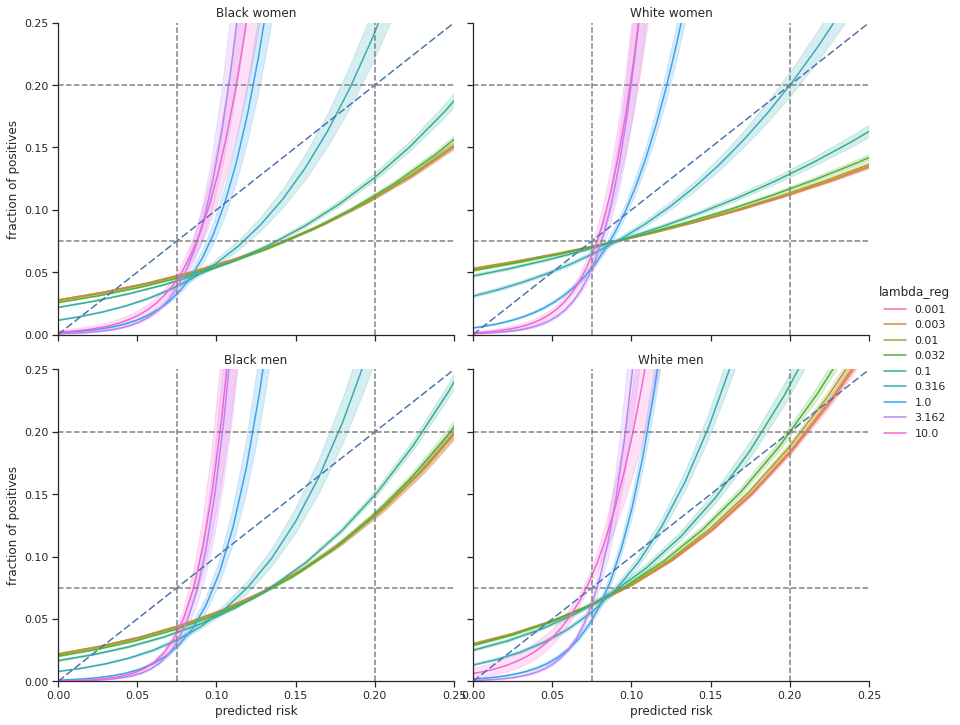 Black women
White women
0.25
0.20
0.15
0.10
0.05
0.00
fraction of positives
Black men
White men
0.25
0.20
0.15
0.10
0.05
0.00
fraction of positives
0.00 0.05 0.10 0.15 0.20 0.25
0.05 0.10 0.15 0.20 0.25
predicted risk
predicted risk
lambda_reg
0.001
0.003
0.01
0.032
0.1
0.316
1.0
3.162
10.0